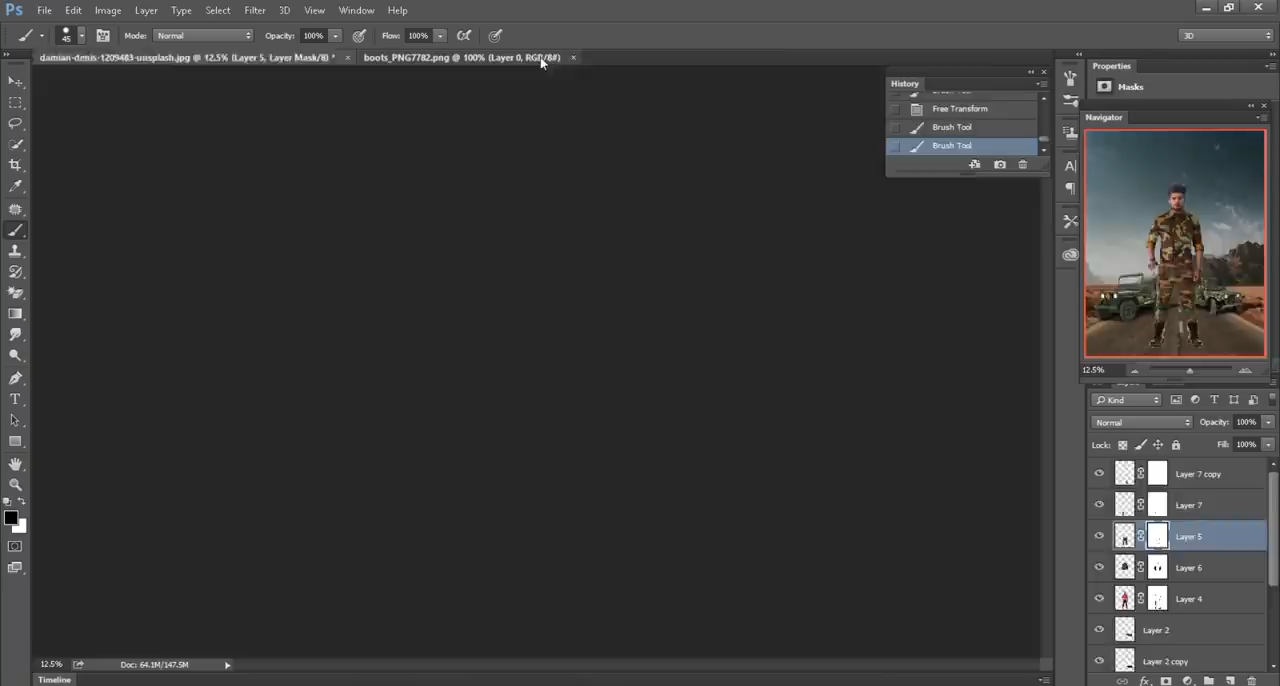 Ps File Edit Image Layer Type Select Filter 3D View Window Help
45 Mode: Normal Opacity: 100% Flow: 100% 3D
damian-denis-1209483-unsplash.jpg @ 12.5% (Layer 5, Layer Mask/8) * × boots_PNG7782.png @ 100% (Layer 0, RGB/8#) ×
History
Brush Tool
Free Transform
Brush Tool
Brush Tool
Properties
Masks
Navigator
12.5%
Kind
Normal Opacity: 100%
Lock: Fill: 100%
Layer 7 copy
Layer 7
Layer 5
Layer 6
Layer 4
Layer 2
Layer 2 copy
12.5% Doc: 64.1M/147.5M
Timeline